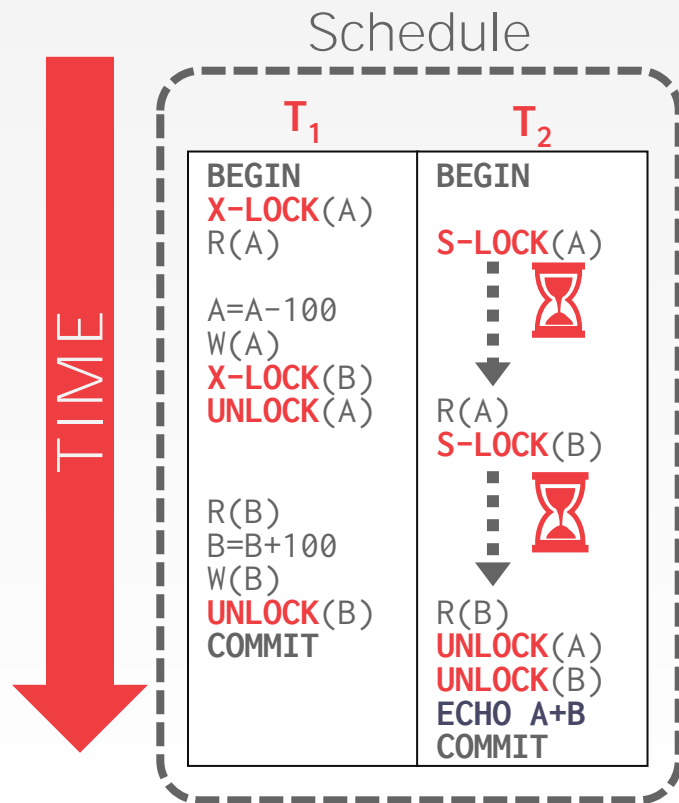 Schedule
TIME
T₁
T₂
BEGIN
X-LOCK(A)
R(A)
A=A-100
W(A)
X-LOCK(B)
UNLOCK(A)
R(B)
B=B+100
W(B)
UNLOCK(B)
COMMIT
BEGIN
S-LOCK(A)
R(A)
S-LOCK(B)
R(B)
UNLOCK(A)
UNLOCK(B)
ECHO A+B
COMMIT